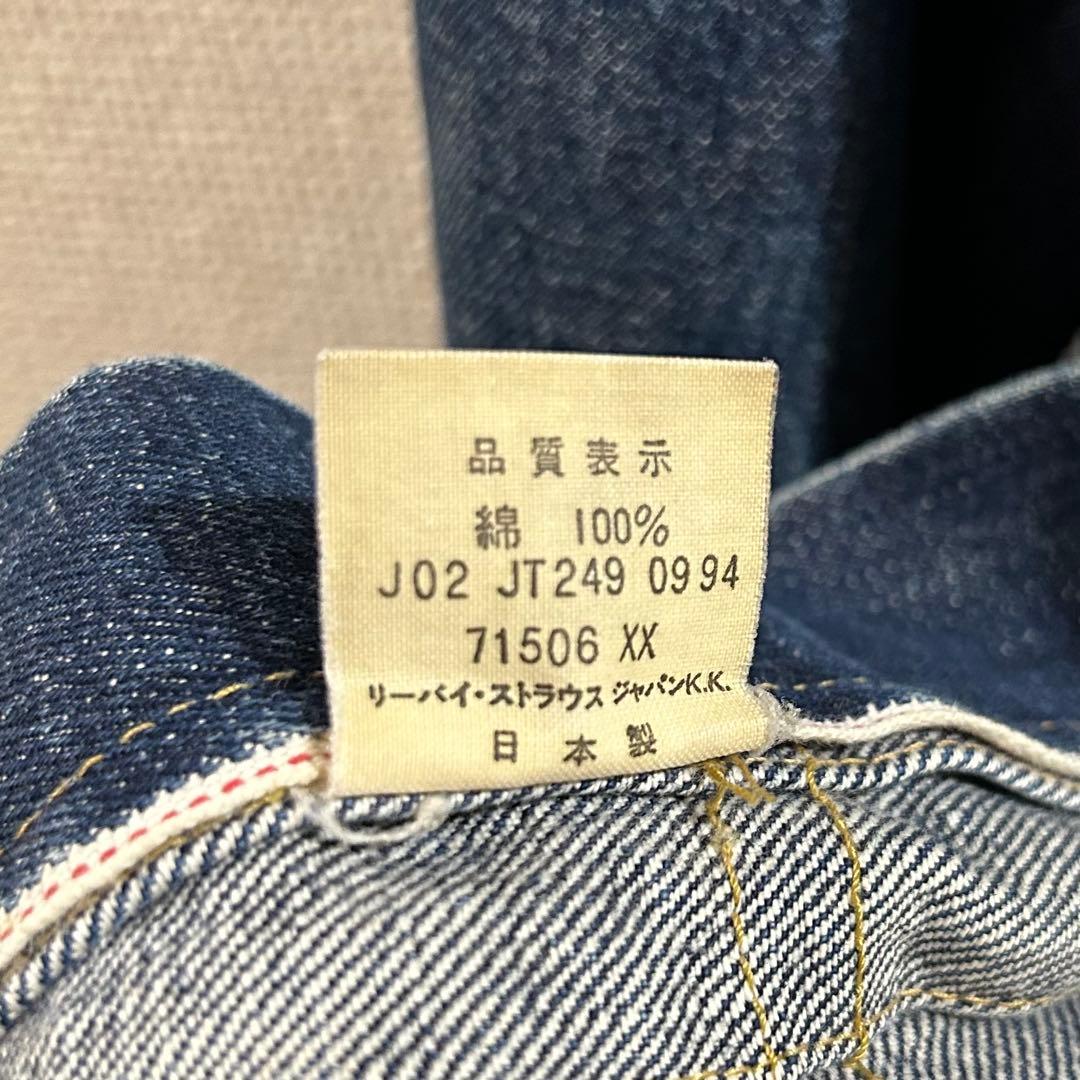 品質表示
綿 100%
J02 JT249 0994
71506 XX
リーバイ・ストラウス ジャパンK.K.
日本製